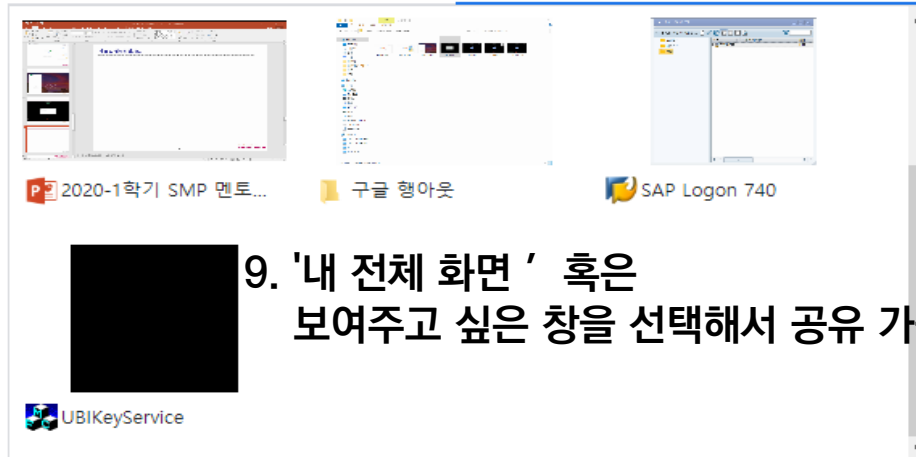 2020-1학기 SMP 멘토...
구글 행아웃
SAP Logon 740
9. '내 전체 화면 ′ 혹은
보여주고 싶은 창을 선택해서 공유 가
UBIKeyService